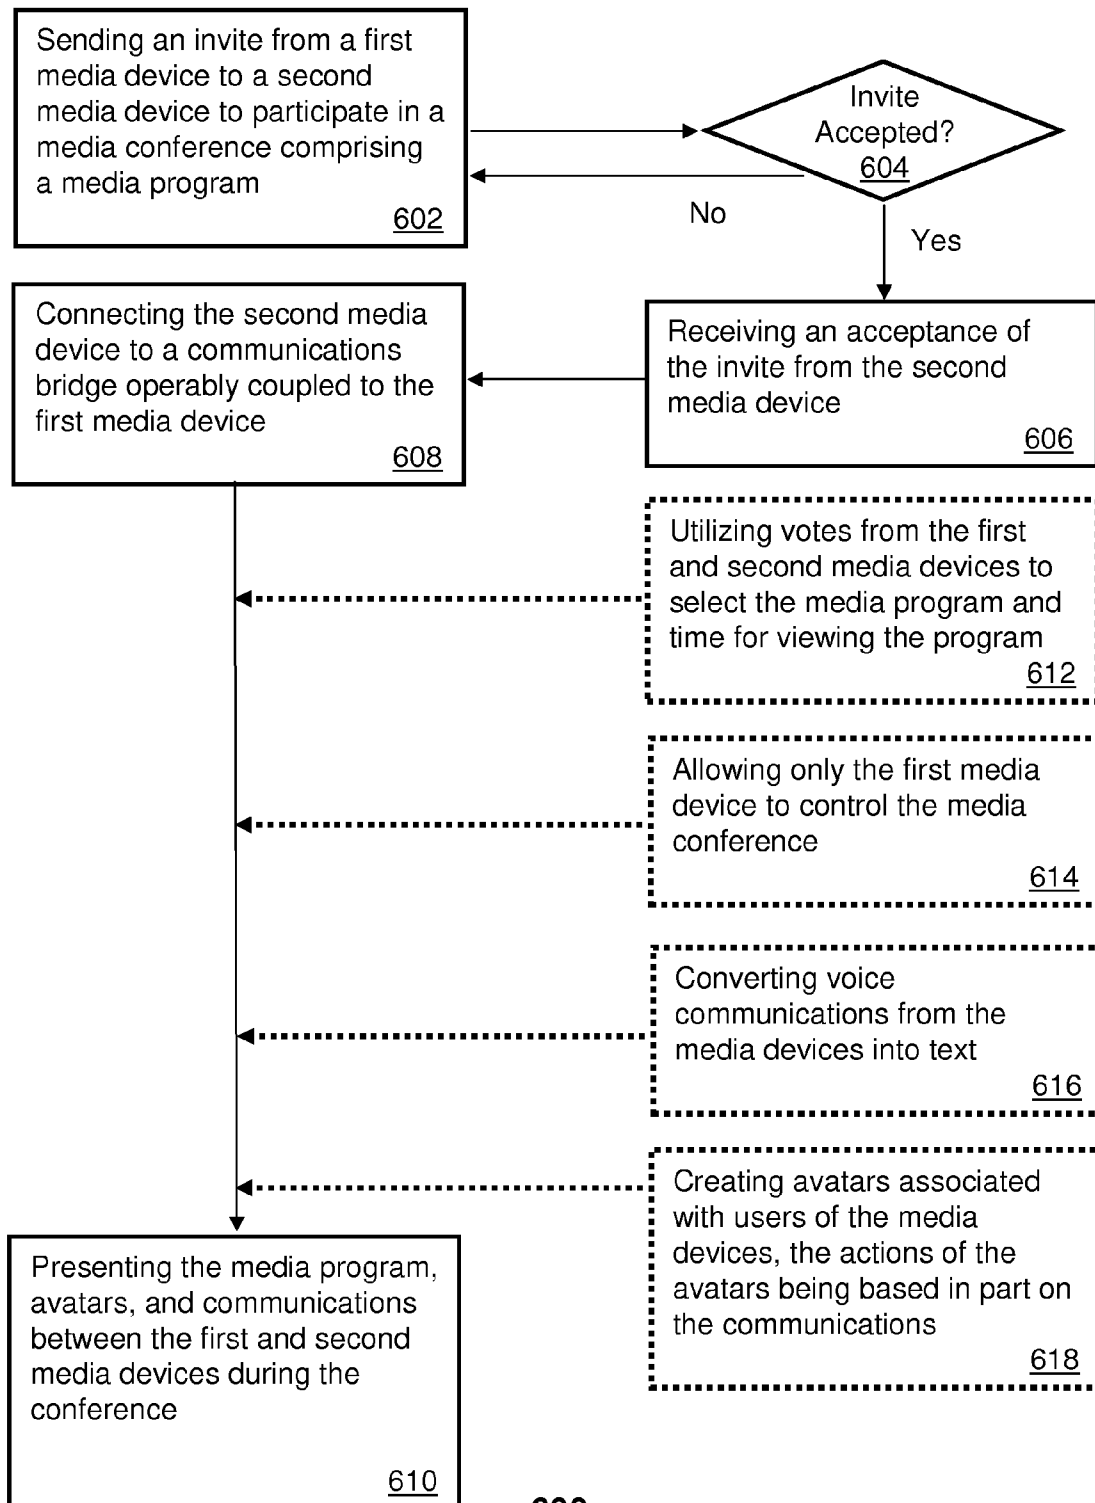 Sending an invite from a first
media device to a second
media device to participate in a
media conference comprising
a media program
602
Invite
Accepted?
604
No
Yes
Connecting the second media
device to a communications
bridge operably coupled to the
first media device
608
Receiving an acceptance of
the invite from the second
media device
606
Utilizing votes from the first
and second media devices to
select the media program and
time for viewing the program
612
Allowing only the first media
device to control the media
conference
614
Converting voice
communications from the
media devices into text
616
Creating avatars associated
with users of the media
devices, the actions of the
avatars being based in part on
the communications
618
Presenting the media program,
avatars, and communications
between the first and second
media devices during the
conference
610